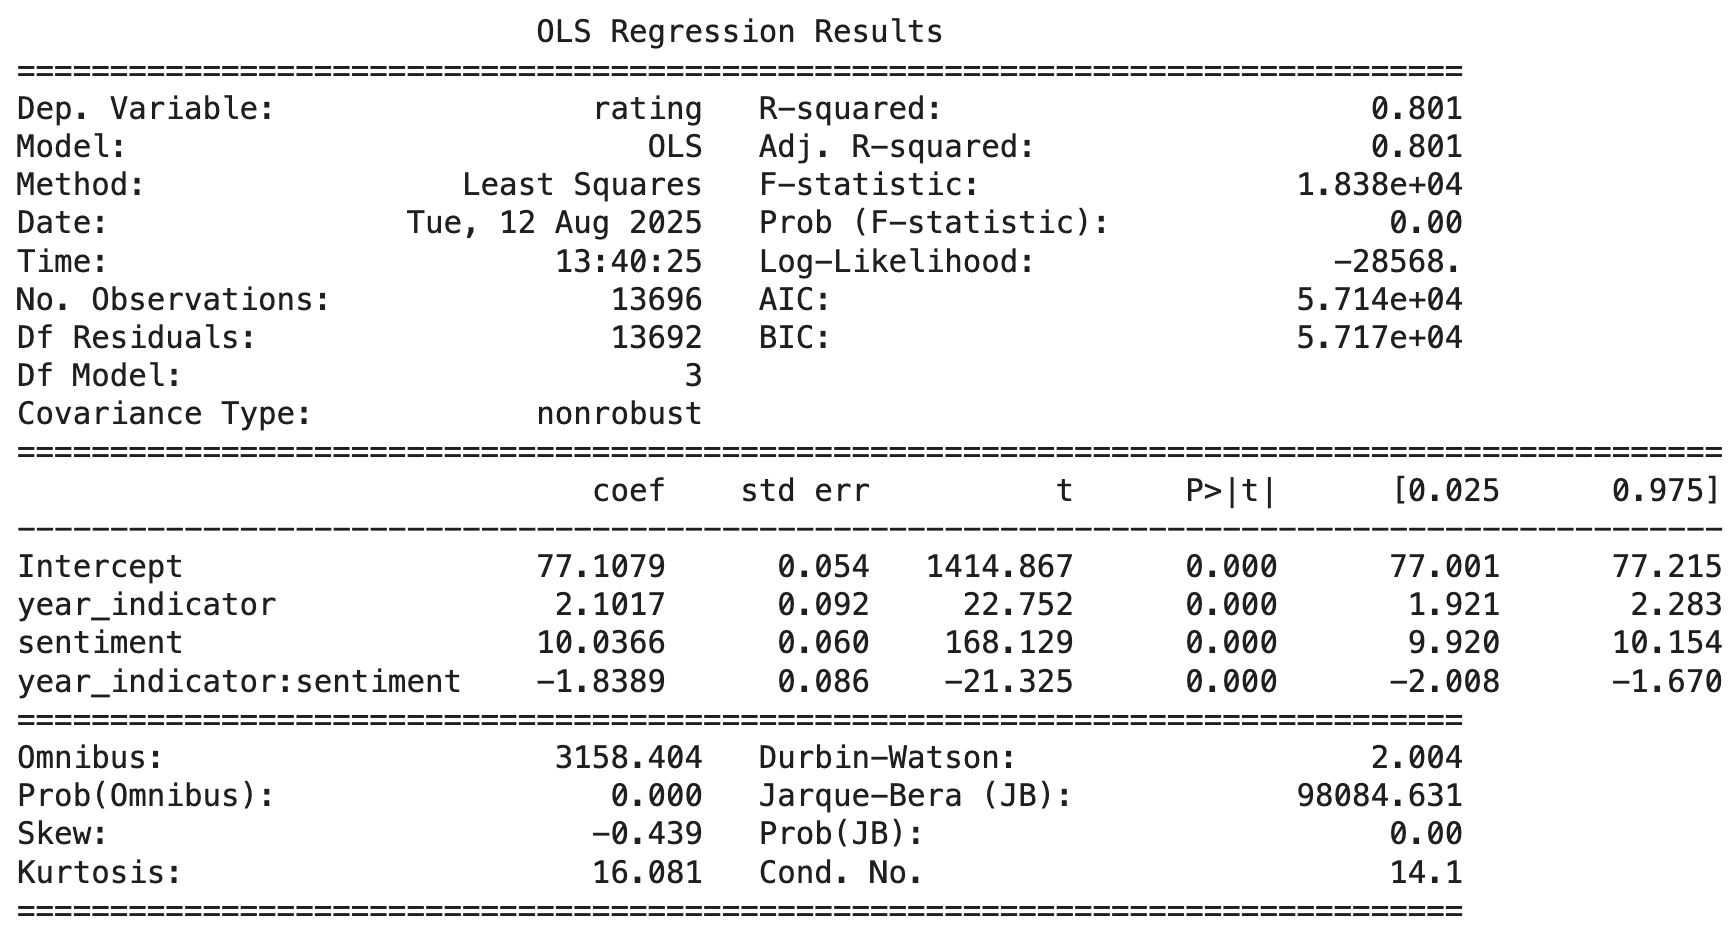 OLS Regression Results
==============================================================================
Dep. Variable: rating R-squared: 0.801
Model: OLS Adj. R-squared: 0.801
Method: Least Squares F-statistic: 1.838e+04
Date: Tue, 12 Aug 2025 Prob (F-statistic): 0.00
Time: 13:40:25 Log-Likelihood: -28568.
No. Observations: 13696 AIC: 5.714e+04
Df Residuals: 13692 BIC: 5.717e+04
Df Model: 3
Covariance Type: nonrobust
============================================================================================
coef std err t P>|t| [0.025 0.975]
--------------------------------------------------------------------------------------------
Intercept 77.1079 0.054 1414.867 0.000 77.001 77.215
year_indicator 2.1017 0.092 22.752 0.000 1.921 2.283
sentiment 10.0366 0.060 168.129 0.000 9.920 10.154
year_indicator:sentiment -1.8389 0.086 -21.325 0.000 -2.008 -1.670
==============================================================================
Omnibus: 3158.404 Durbin-Watson: 2.004
Prob(Omnibus): 0.000 Jarque-Bera (JB): 98084.631
Skew: -0.439 Prob(JB): 0.00
Kurtosis: 16.081 Cond. No. 14.1
==============================================================================